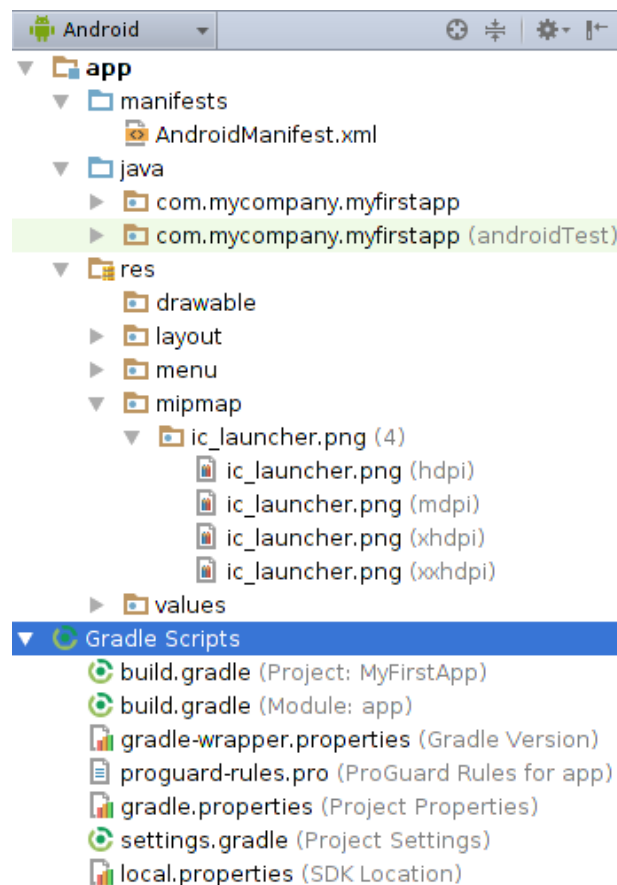 Android
app
manifests
AndroidManifest.xml
java
com.mycompany.myfirstapp
com.mycompany.myfirstapp (androidTest)
res
drawable
layout
menu
mipmap
ic_launcher.png (4)
ic_launcher.png (hdpi)
ic_launcher.png (mdpi)
ic_launcher.png (xhdpi)
ic_launcher.png (xxhdpi)
values
Gradle Scripts
build.gradle (Project: MyFirstApp)
build.gradle (Module: app)
gradle-wrapper.properties (Gradle Version)
proguard-rules.pro (ProGuard Rules for app)
gradle.properties (Project Properties)
settings.gradle (Project Settings)
local.properties (SDK Location)